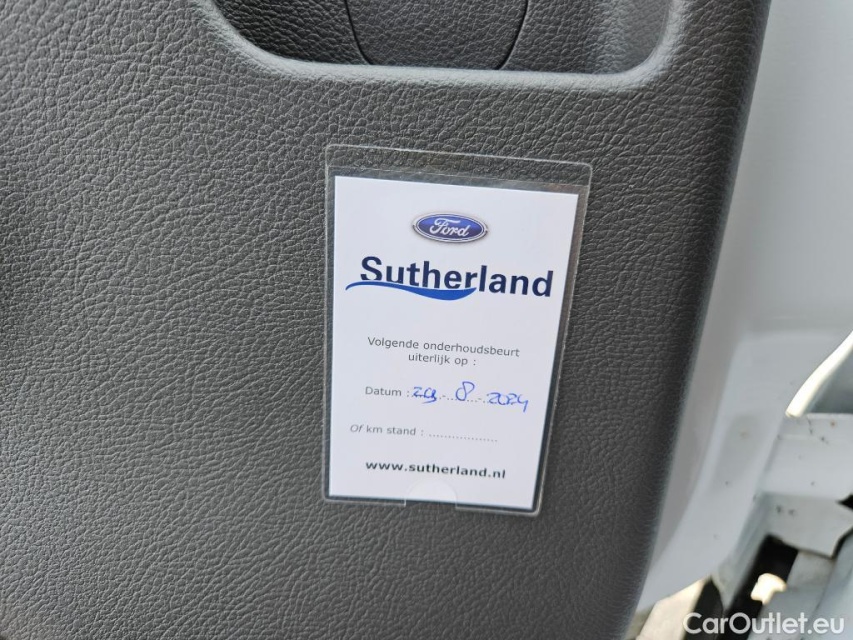 Ford
Sutherland
Volgende onderhoudsbeurt
uiterlijk op :
Datum : 29 - 8 - 2024
Of km stand : ..................
www.sutherland.nl
CarOutlet.eu